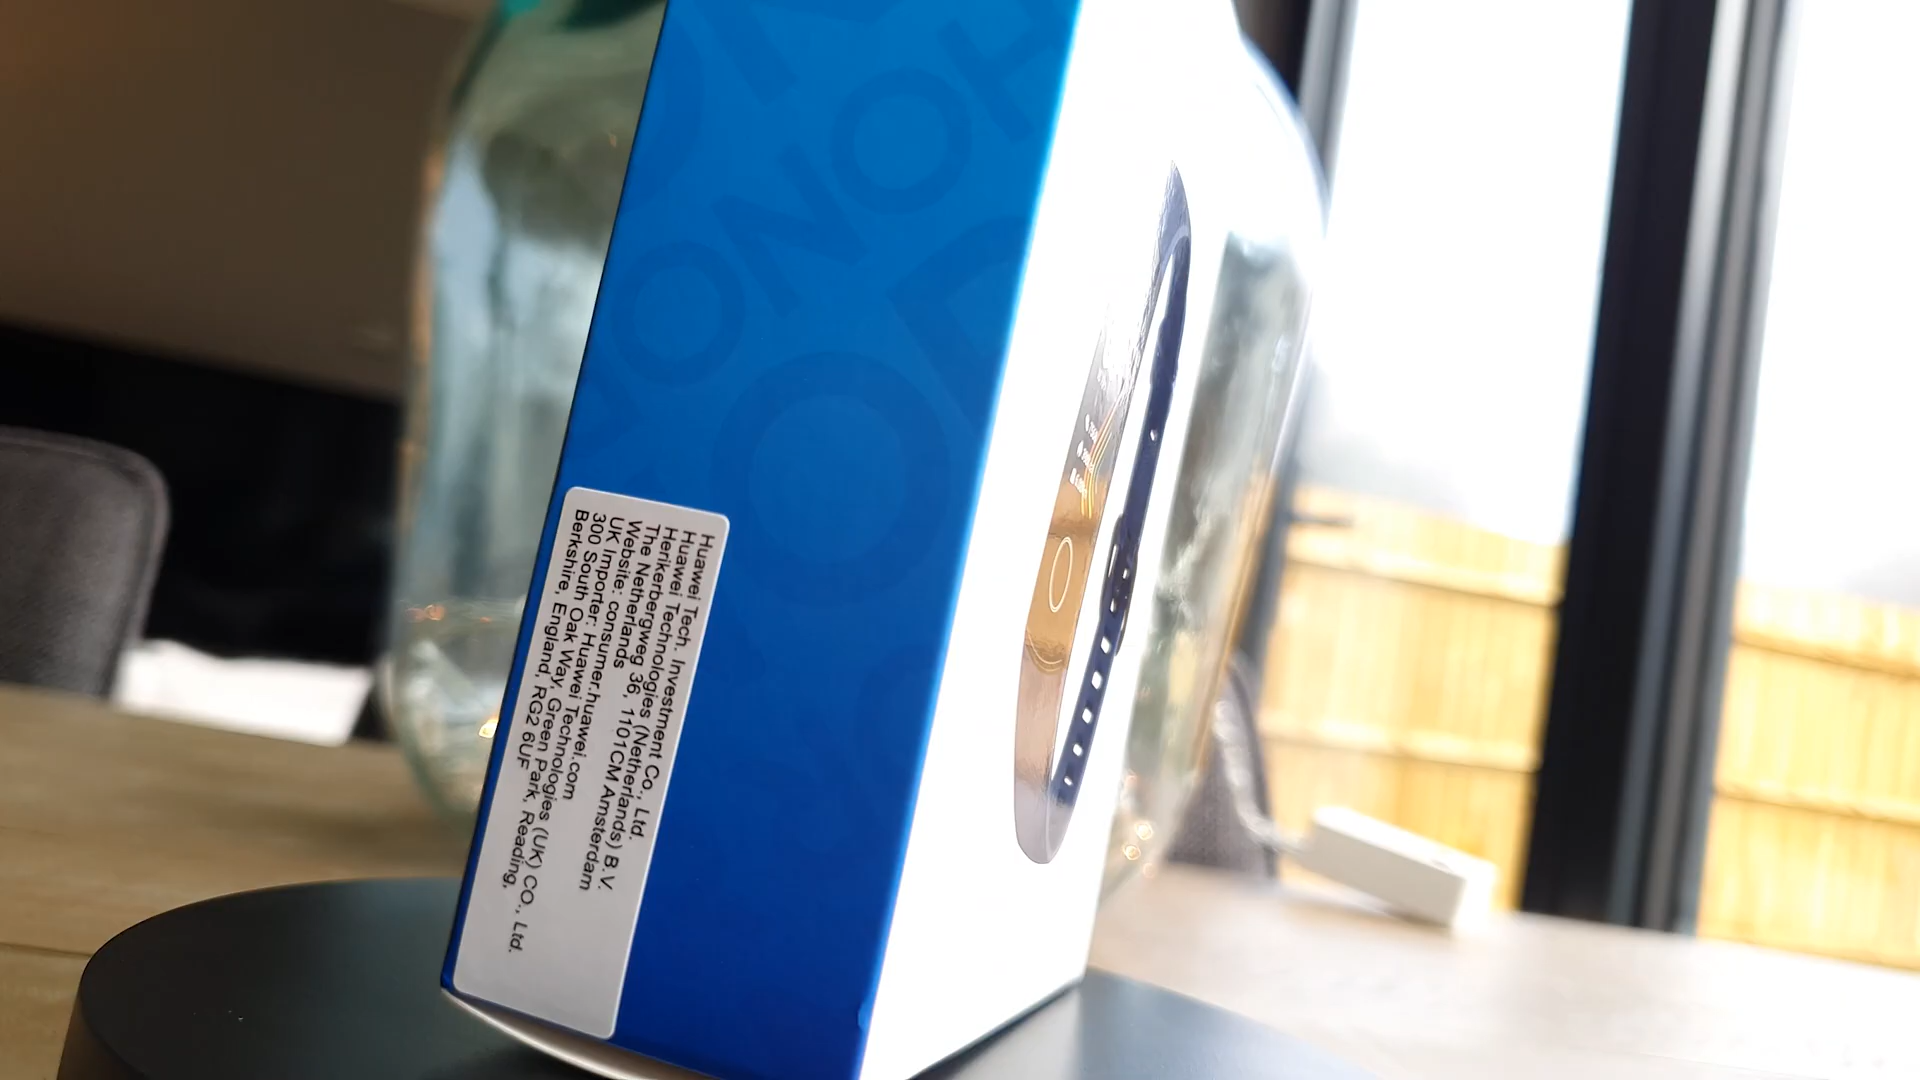 Huawei Tech. Investment Co., Ltd.
Huawei Technologies (Netherlands) B.V.
Herikerbergweg 36, 1101CM Amsterdam
The Netherlands
Website: consumer.huawei.com
UK Importer: Huawei Technologies (UK) CO., Ltd.
300 South Oak Way, Green Park, Reading,
Berkshire, England, RG2 6UF
HONOR